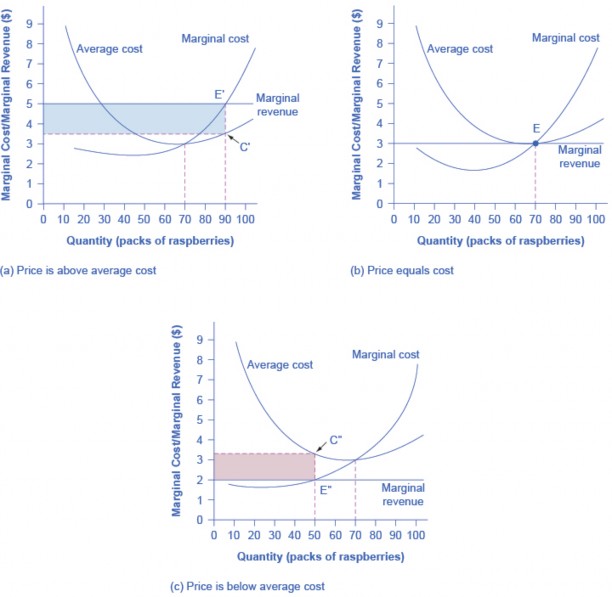 Marginal Cost/Marginal Revenue ($)
9
8
7
6
5
4
3
2
1
0
Average cost
Marginal cost
E'
Marginal
revenue
C'
0 10 20 30 40 50 60 70 80 90 100
Quantity (packs of raspberries)
(a) Price is above average cost
Marginal Cost/Marginal Revenue ($)
9
8
7
6
5
4
3
2
1
0
Average cost
Marginal cost
E
Marginal
revenue
0 10 20 30 40 50 60 70 80 90 100
Quantity (packs of raspberries)
(b) Price equals cost
Marginal Cost/Marginal Revenue ($)
9
8
7
6
5
4
3
2
1
0
Marginal cost
Average cost
C"
E"
Marginal
revenue
0 10 20 30 40 50 60 70 80 90 100
Quantity (packs of raspberries)
(c) Price is below average cost